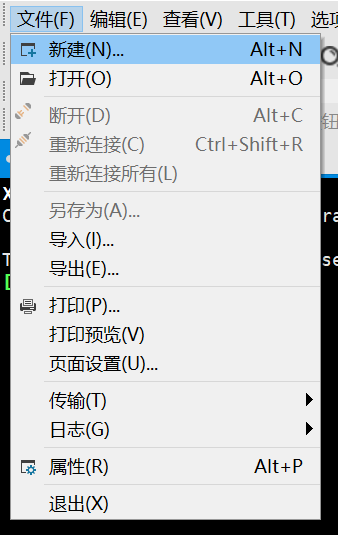 文件(F) 编辑(E) 查看(V) 工具(T) 选项
新建(N)... Alt+N
打开(O) Alt+O
断开(D) Alt+C
重新连接(C) Ctrl+Shift+R
重新连接所有(L)
另存为(A)...
导入(I)...
导出(E)...
打印(P)...
打印预览(V)
页面设置(U)...
传输(T)
日志(G)
属性(R) Alt+P
退出(X)